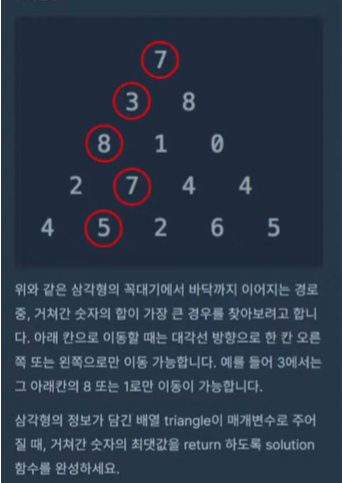 7
3 8
8 1 0
2 7 4 4
4 5 2 6 5
위와 같은 삼각형의 꼭대기에서 바닥까지 이어지는 경로
중, 거쳐간 숫자의 합이 가장 큰 경우를 찾아보려고 합니
다. 아래 칸으로 이동할 때는 대각선 방향으로 한 칸 오른
쪽 또는 왼쪽으로만 이동 가능합니다. 예를 들어 3에서는
그 아래칸의 8 또는 1로만 이동이 가능합니다.
삼각형의 정보가 담긴 배열 triangle이 매개변수로 주어
질 때, 거쳐간 숫자의 최댓값을 return 하도록 solution
함수를 완성하세요.